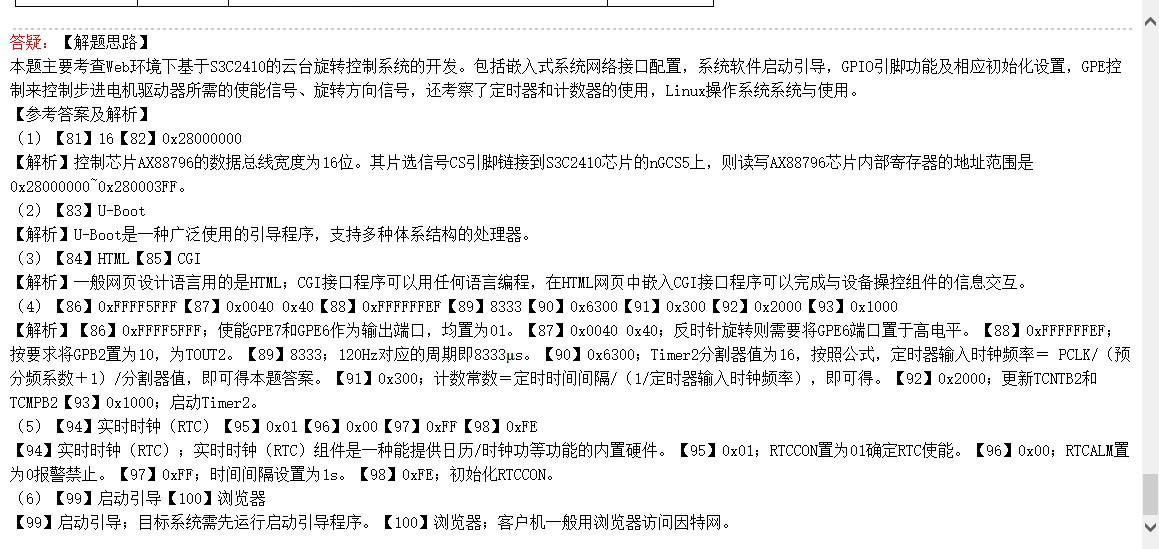 答疑：【解题思路】
本题主要考查Web环境下基于S3C2410的云台旋转控制系统的开发。包括嵌入式系统网络接口配置，系统软件启动引导，GPIO引脚功能及相应初始化设置，GPE控
制来控制步进电机驱动器所需的使能信号、旋转方向信号，还考察了定时器和计数器的使用，Linux操作系统系统与使用。
【参考答案及解析】
（1）【81】16【82】0x28000000
【解析】控制芯片AX88796的数据总线宽度为16位。其片选信号CS引脚链接到S3C2410芯片的nGCS5上，则读写AX88796芯片内部寄存器的地址范围是
0x28000000~0x280003FF。
（2）【83】U-Boot
【解析】U-Boot是一种广泛使用的引导程序，支持多种体系结构的处理器。
（3）【84】HTML【85】CGI
【解析】一般网页设计语言用的是HTML；CGI接口程序可以用任何语言编程，在HTML网页中嵌入CGI接口程序可以完成与设备操控组件的信息交互。
（4）【86】0xFFFF5FFF【87】0x0040 0x40【88】0xFFFFFFEF【89】8333【90】0x6300【91】0x300【92】0x2000【93】0x1000
【解析】【86】0xFFFF5FFF；使能GPE7和GPE6作为输出端口，均置为01。【87】0x0040 0x40；反时针旋转则需要将GPE6端口置于高电平。【88】0xFFFFFFEF；
按要求将GPB2置为10，为TOUT2。【89】8333；120Hz对应的周期即8333μs。【90】0x6300；Timer2分割器值为16，按照公式，定时器输入时钟频率＝ PCLK/（预
分频系数＋1）/分割器值，即可得本题答案。【91】0x300；计数常数＝定时时间间隔/（1/定时器输入时钟频率），即可得。【92】0x2000；更新TCNTB2和
TCMPB2【93】0x1000；启动Timer2。
（5）【94】实时时钟（RTC）【95】0x01【96】0x00【97】0xFF【98】0xFE
【94】实时时钟（RTC）；实时时钟（RTC）组件是一种能提供日历/时钟功等功能的内置硬件。【95】0x01；RTCCON置为01确定RTC使能。【96】0x00；RTCALM置
为0报警禁止。【97】0xFF；时间间隔设置为1s。【98】0xFE；初始化RTCCON。
（6）【99】启动引导【100】浏览器
【99】启动引导；目标系统需先运行启动引导程序。【100】浏览器；客户机一般用浏览器访问因特网。